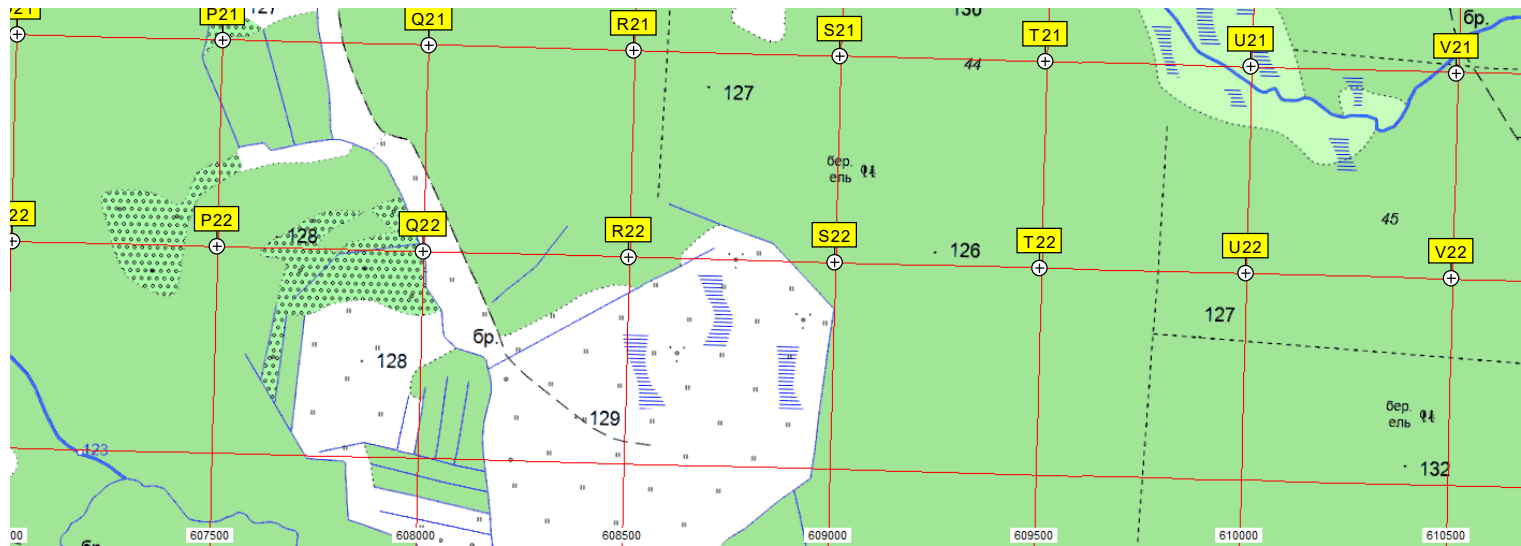 P21
127
Q21
R21
S21
130
T21
U21
бр.
V21
44
127
бер.
ель
45
22
P22
128
Q22
R22
S22
126
T22
U22
V22
127
бр.
128
129
бер.
ель
123
132
бр.
607500
608000
608500
609000
609500
610000
610500